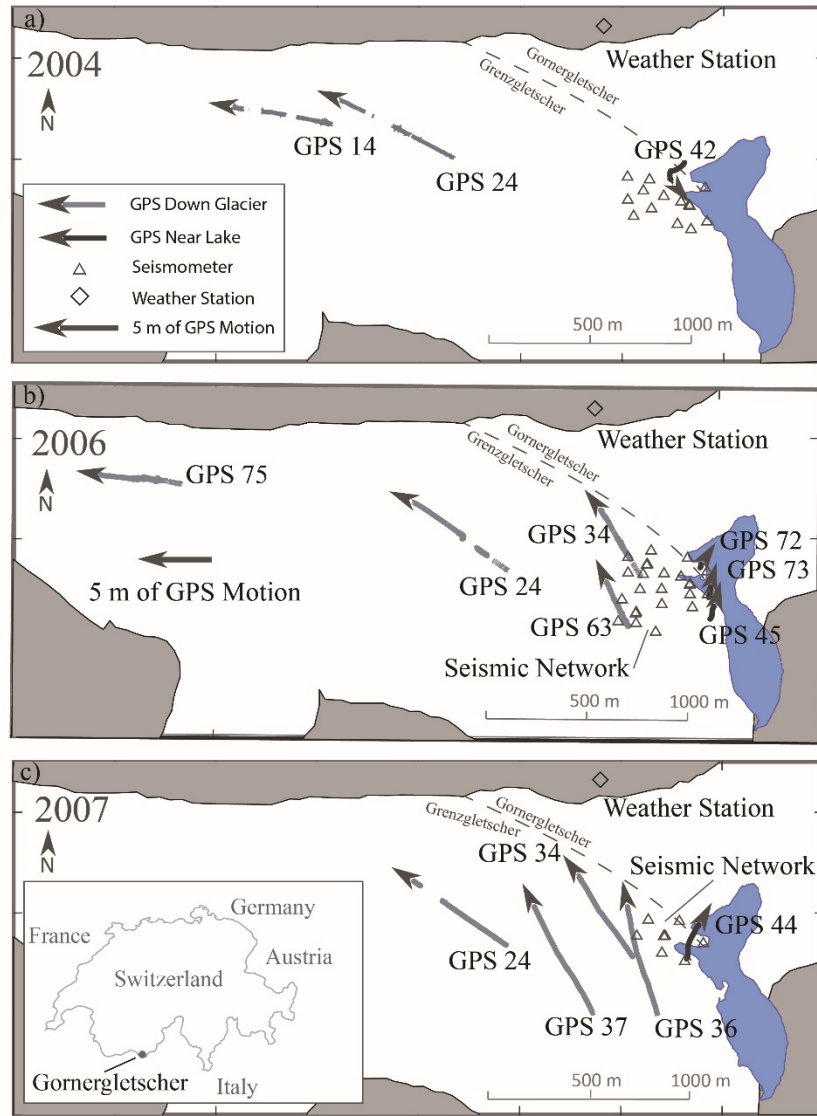 a)
2004
N
Weather Station
Gornergletscher
Grenzgletscher
GPS 14
GPS 24
GPS 42
GPS Down Glacier
GPS Near Lake
Seismometer
Weather Station
5 m of GPS Motion
500 m
1000 m
b)
2006
N
Weather Station
Gornergletscher
Grenzgletscher
GPS 75
GPS 34
GPS 72
GPS 73
GPS 24
5 m of GPS Motion
GPS 63
GPS 45
Seismic Network
500 m
1000 m
c)
2007
N
Weather Station
Gornergletscher
Grenzgletscher
GPS 34
Seismic Network
GPS 44
GPS 24
GPS 37
GPS 36
Germany
France
Austria
Switzerland
Gornergletscher
Italy
500 m
1000 m